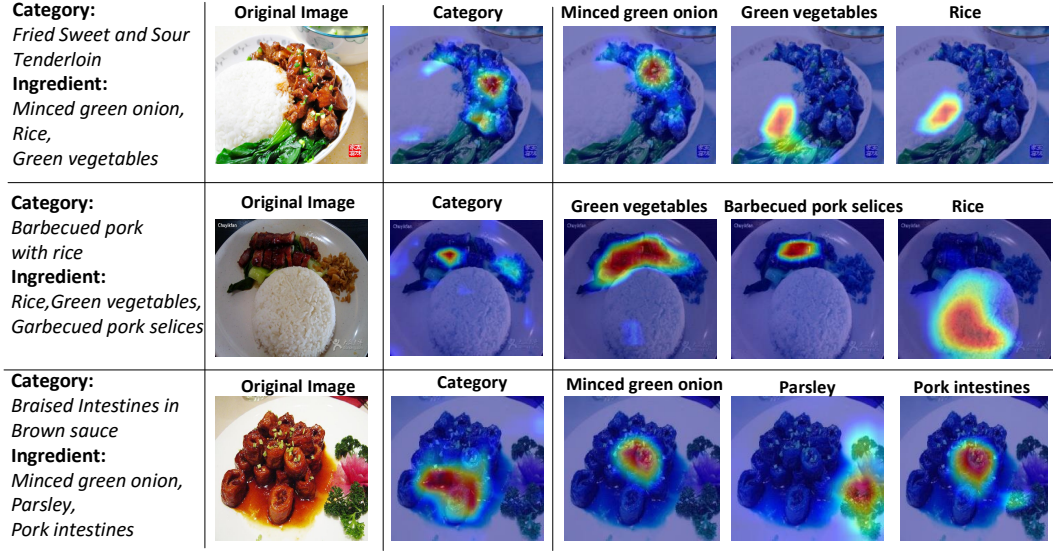 Category:
Fried Sweet and Sour
Tenderloin
Ingredient:
Minced green onion,
Rice,
Green vegetables
Original Image
Category
Minced green onion
Green vegetables
Rice
Category:
Barbecued pork
with rice
Ingredient:
Rice,Green vegetables,
Garbecued pork selices
Original Image
Category
Green vegetables
Barbecued pork selices
Rice
Category:
Braised Intestines in
Brown sauce
Ingredient:
Minced green onion,
Parsley,
Pork intestines
Original Image
Category
Minced green onion
Parsley
Pork intestines